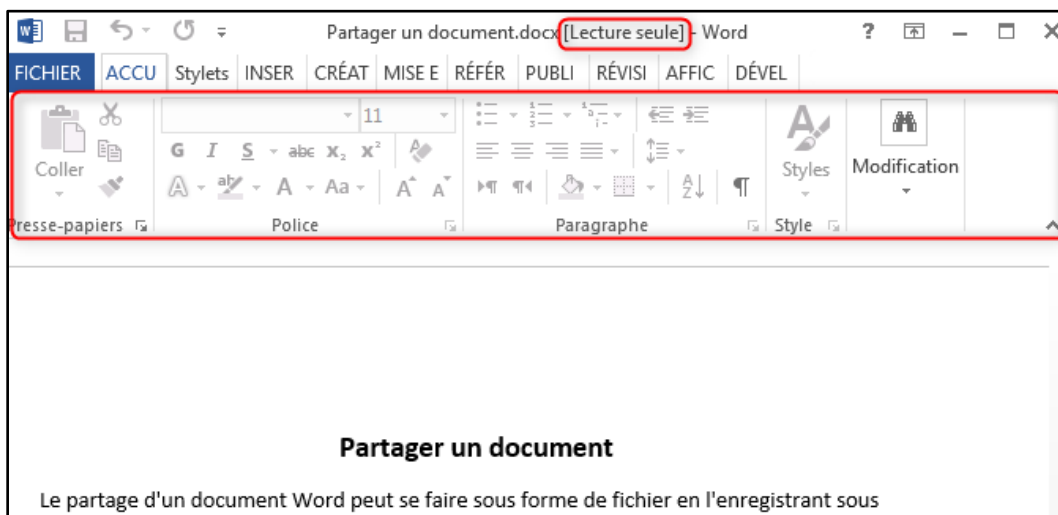 Partager un document.docx [Lecture seule] - Word ?
FICHIER ACCU Stylets INSER CRÉAT MISE E RÉFÉR PUBLI RÉVISI AFFIC DÉVEL
11
G I S abc X₂ X² A
Coller Styles Modification
A aby A Aa A A A Z ¶
Presse-papiers Police Paragraphe Style
Partager un document
Le partage d'un document Word peut se faire sous forme de fichier en l'enregistrant sous